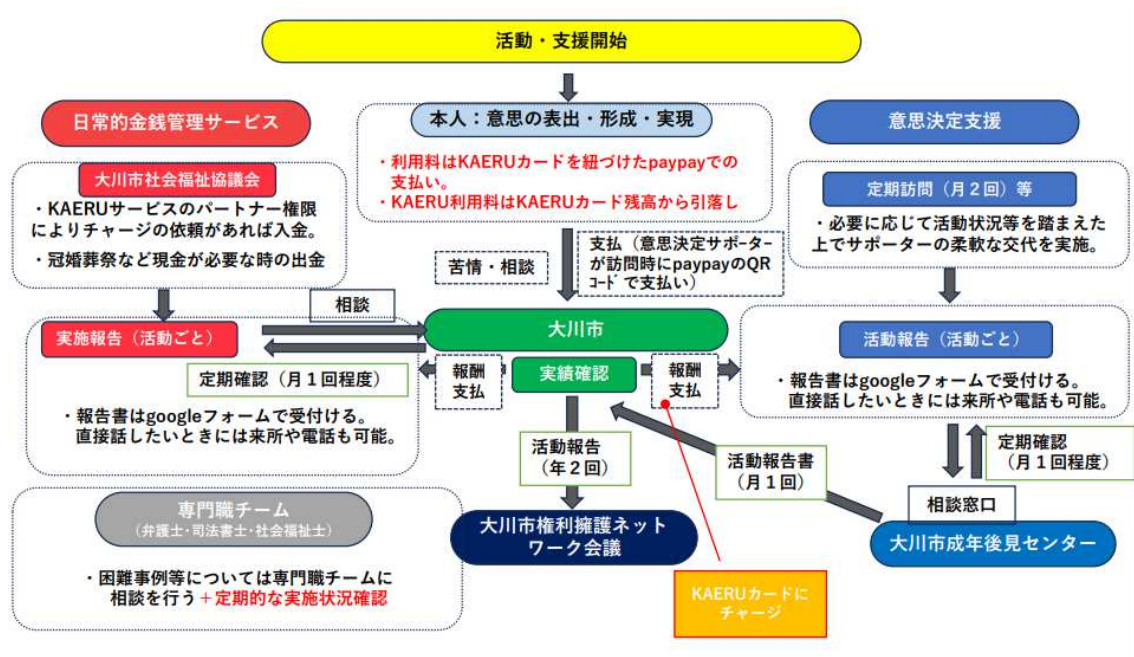 活動・支援開始
日常的金銭管理サービス
大川市社会福祉協議会
・KAERUサービスのパートナー権限
によりチャージの依頼があれば入金。
・冠婚葬祭など現金が必要な時の出金
本人：意思の表出・形成・実現
・利用料はKAERUカードを紐づけたpaypayでの
支払い。
・KAERU利用料はKAERUカード残高から引落し
意思決定支援
定期訪問（月２回）等
・必要に応じて活動状況等を踏まえた
上でサポーターの柔軟な交代を実施。
苦情・相談
支払（意思決定サポーター
が訪問時にpaypayのQR
コードで支払い）
相談
実施報告（活動ごと）
定期確認（月１回程度）
・報告書はgoogleフォームで受付ける。
直接話したいときには来所や電話も可能。
大川市
実績確認
報酬
支払
報酬
支払
活動報告（活動ごと）
・報告書はgoogleフォームで受付ける。
直接話したいときには来所や電話も可能。
活動報告
（年２回）
活動報告書
（月１回）
定期確認
（月１回程度）
相談窓口
専門職チーム
（弁護士・司法書士・社会福祉士）
・困難事例等については専門職チームに
相談を行う＋定期的な実施状況確認
大川市権利擁護ネット
ワーク会議
大川市成年後見センター
KAERUカードに
チャージ